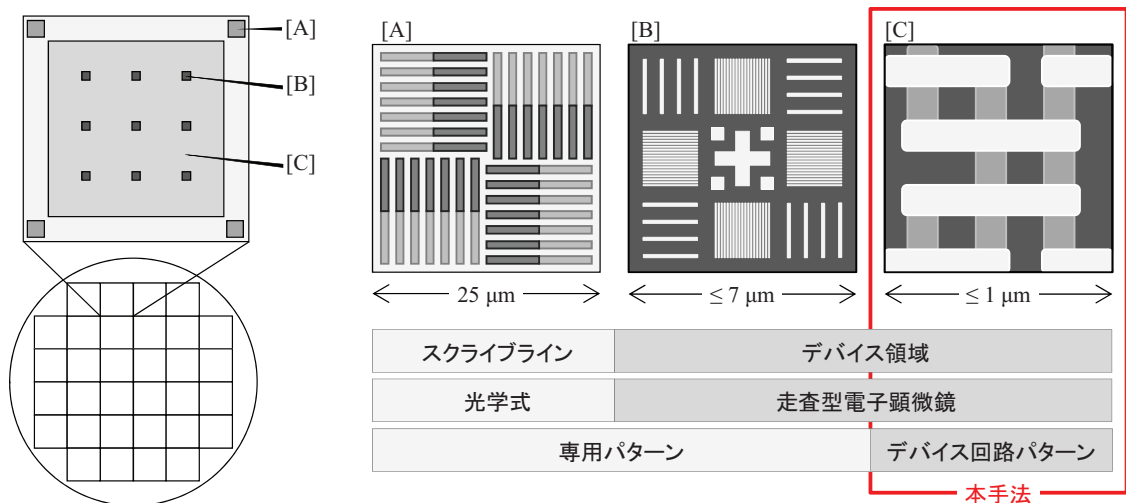 [A]
[B]
[C]
[A]
[B]
[C]
25 μm
≤ 7 μm
≤ 1 μm
スクライブライン
デバイス領域
光学式
走査型電子顕微鏡
専用パターン
デバイス回路パターン
本手法